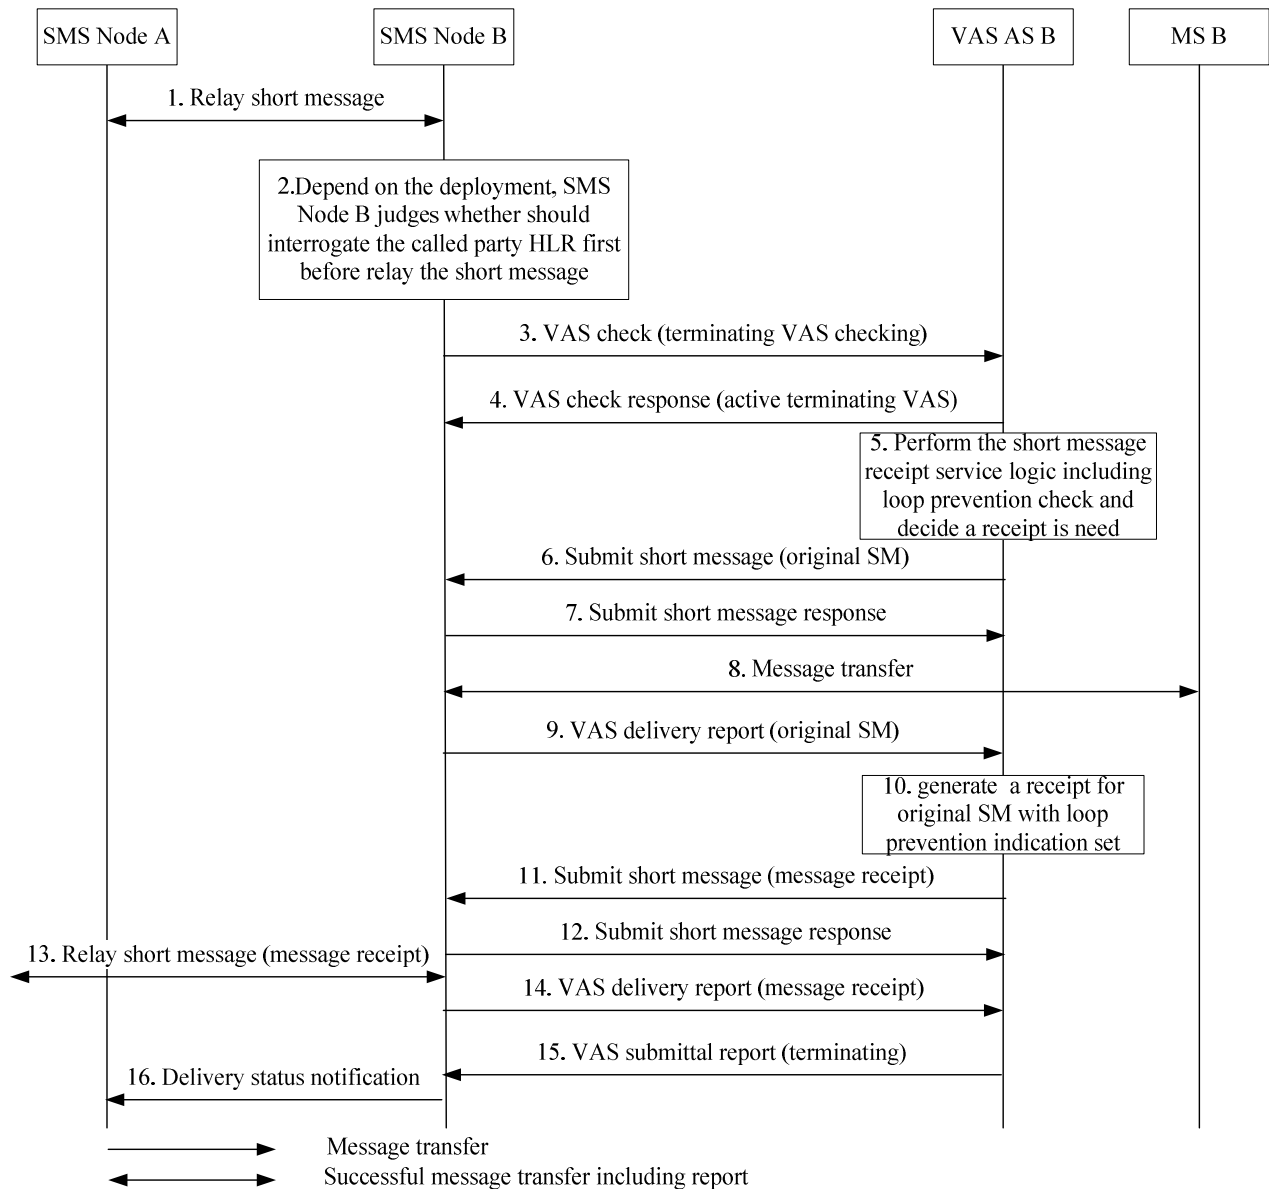 SMS Node A
SMS Node B
VAS AS B
MS B
1. Relay short message
2.Depend on the deployment, SMS
Node B judges whether should
interrogate the called party HLR first
before relay the short message
3. VAS check (terminating VAS checking)
4. VAS check response (active terminating VAS)
5. Perform the short message
receipt service logic including
loop prevention check and
decide a receipt is need
6. Submit short message (original SM)
7. Submit short message response
8. Message transfer
9. VAS delivery report (original SM)
10. generate a receipt for
original SM with loop
prevention indication set
11. Submit short message (message receipt)
12. Submit short message response
13. Relay short message (message receipt)
14. VAS delivery report (message receipt)
15. VAS submittal report (terminating)
16. Delivery status notification
Message transfer
Successful message transfer including report